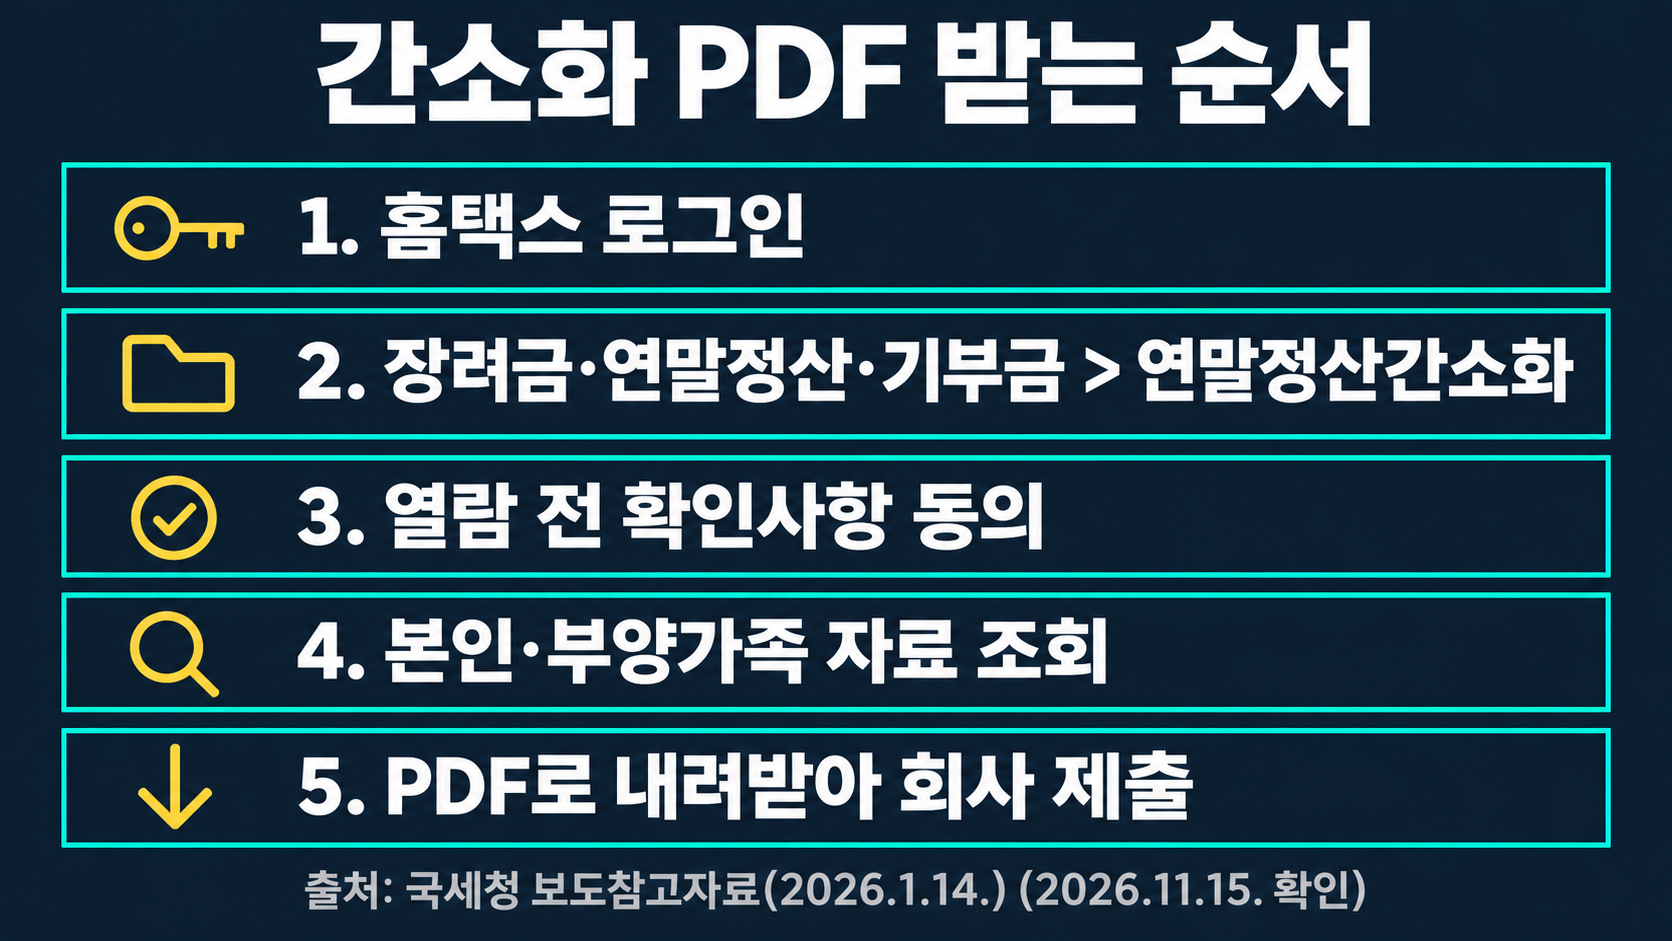 간소화 PDF 받는 순서
1. 홈택스 로그인
2. 장려금·연말정산·기부금 > 연말정산간소화
3. 열람 전 확인사항 동의
4. 본인·부양가족 자료 조회
5. PDF로 내려받아 회사 제출
출처: 국세청 보도참고자료(2026.1.14.) (2026.11.15. 확인)